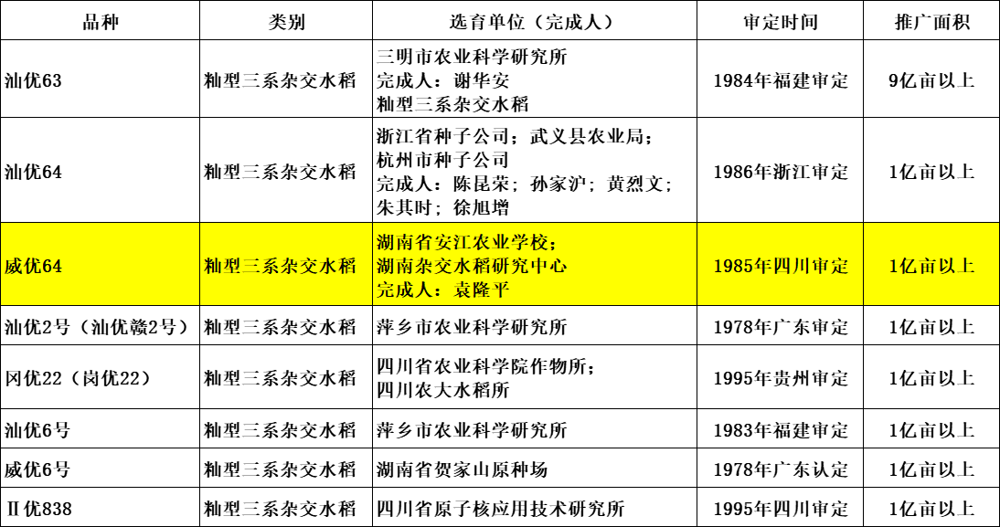 品种 类别 选育单位（完成人） 审定时间 推广面积
汕优63 籼型三系杂交水稻 三明市农业科学研究所 1984年福建审定 9亿亩以上
完成人：谢华安
籼型三系杂交水稻
汕优64 籼型三系杂交水稻 浙江省种子公司；武义县农业局； 1986年浙江审定 1亿亩以上
杭州市种子公司
完成人：陈昆荣；孙家沪；黄烈文；
朱其时；徐旭增
威优64 籼型三系杂交水稻 湖南省安江农业学校； 1985年四川审定 1亿亩以上
湖南杂交水稻研究中心
完成人：袁隆平
汕优2号（汕优赣2号） 籼型三系杂交水稻 萍乡市农业科学研究所 1978年广东审定 1亿亩以上
冈优22（岗优22） 籼型三系杂交水稻 四川省农业科学院作物所； 1995年贵州审定 1亿亩以上
四川农大水稻所
汕优6号 籼型三系杂交水稻 萍乡市农业科学研究所 1983年福建审定 1亿亩以上
威优6号 籼型三系杂交水稻 湖南省贺家山原种场 1978年广东认定 1亿亩以上
Ⅱ优838 籼型三系杂交水稻 四川省原子核应用技术研究所 1995年四川审定 1亿亩以上